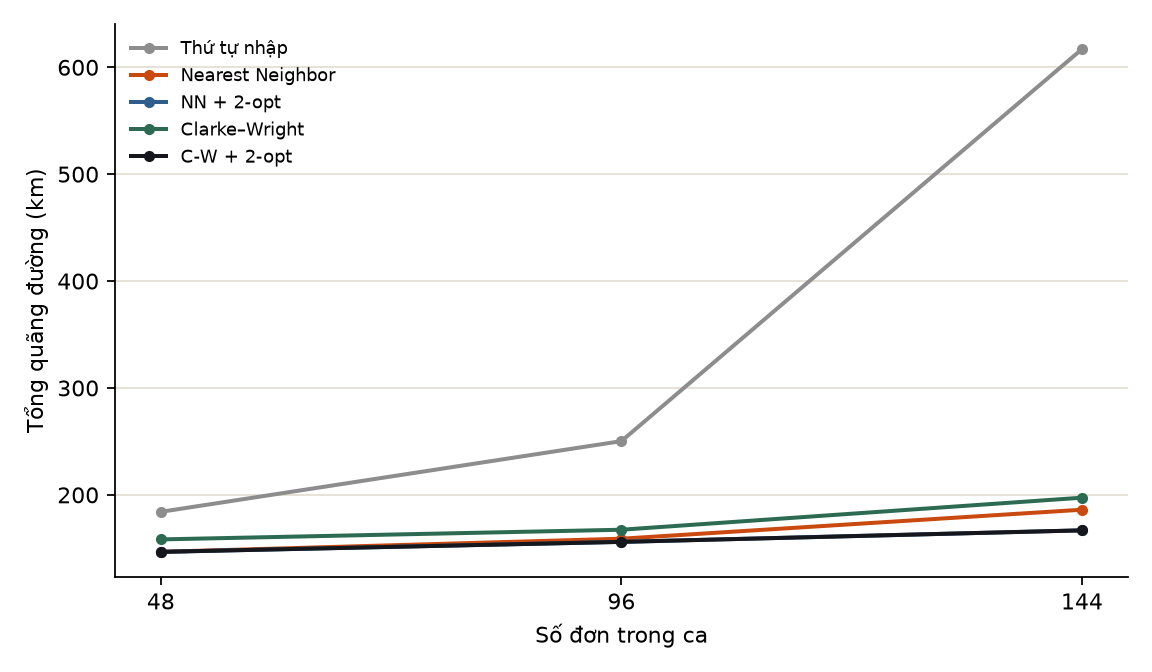 Thứ tự nhập
Nearest Neighbor
NN + 2-opt
Clarke–Wright
C-W + 2-opt
Tổng quãng đường (km)
600
500
400
300
200
48
96
144
Số đơn trong ca